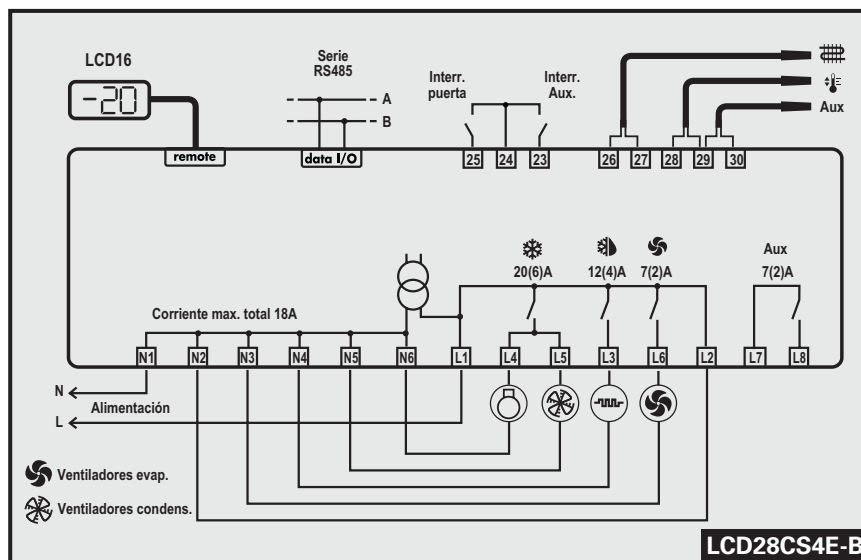 LCD16
-20
Serie
RS485
A
B
Interr.
puerta
Interr.
Aux.
Aux
remote
data I/O
25
24
23
26
27
28
29
30
20(6)A
12(4)A
7(2)A
Aux
7(2)A
Corriente max. total 18A
N1
N2
N3
N4
N5
N6
L1
L4
L5
L3
L6
L2
L7
L8
N
Alimentación
L
Ventiladores evap.
Ventiladores condens.
LCD28CS4E-B